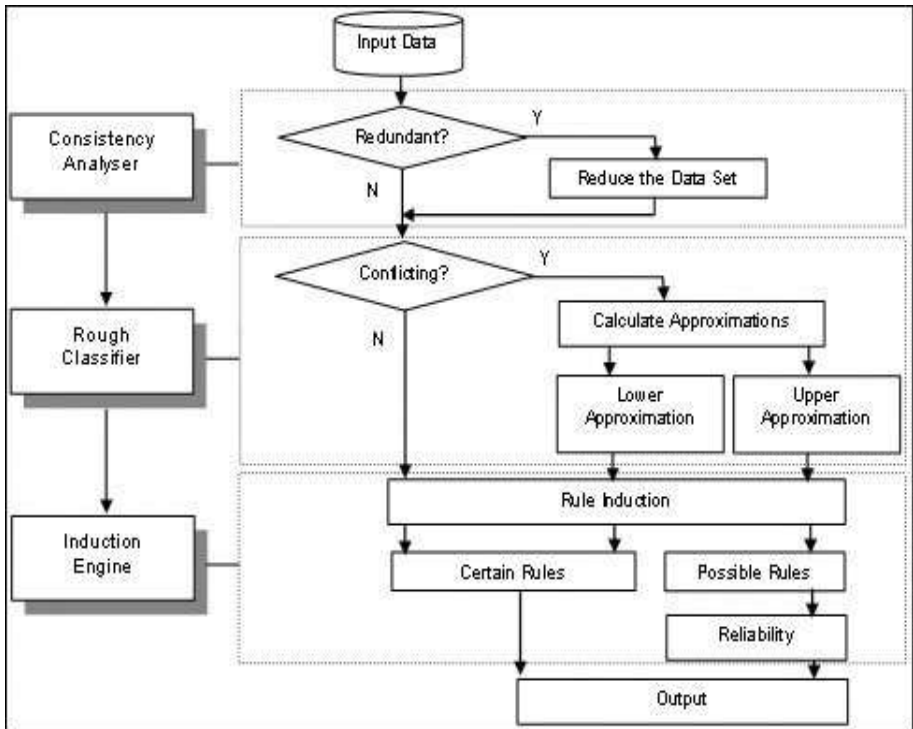 Input Data
Redundant?
Y
Consistency
Analyser
Reduce the Data Set
N
Conflicting?
Y
Calculate Approximations
N
Rough
Classifier
Lower
Approximation
Upper
Approximation
Rule Induction
Induction
Engine
Certain Rules
Possible Rules
Reliability
Output